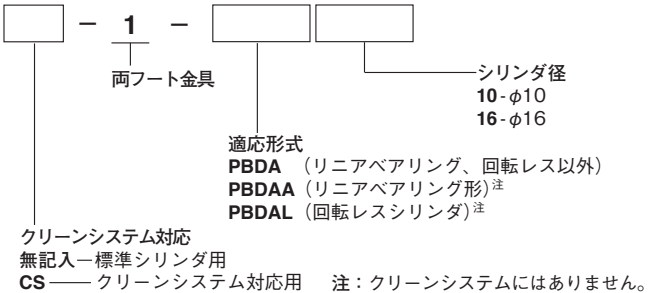 － 1 －
両フート金具
シリンダ径
10-φ10
16-φ16
適応形式
PBDA （リニアベアリング、回転レス以外）
PBDAA（リニアベアリング形）注
PBDAL（回転レスシリンダ）注
クリーンシステム対応
無記入―標準シリンダ用
CS ―― クリーンシステム対応用　注：クリーンシステムにはありません。